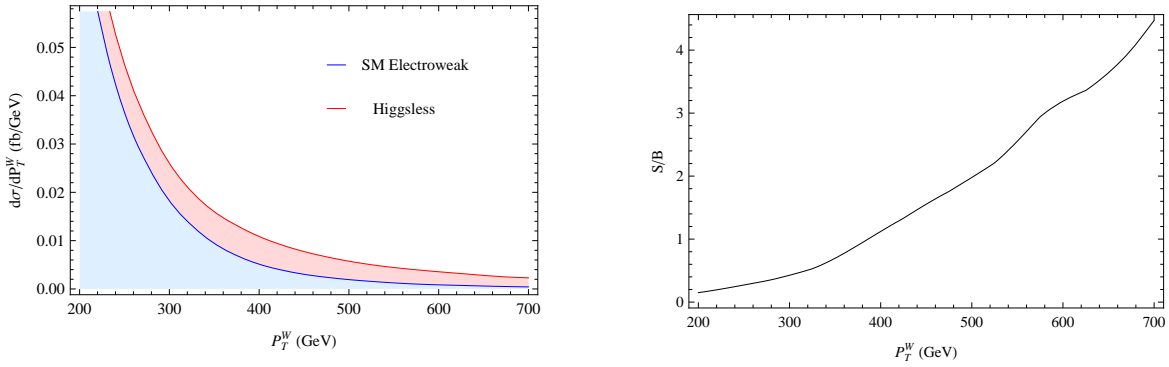 0.05
0.04
0.03
0.02
0.01
0.00
dσ/dP_T^W (fb/GeV)
SM Electroweak
Higgsless
200 300 400 500 600 700
P_T^W (GeV)
4
3
2
1
0
S/B
200 300 400 500 600 700
P_T^W (GeV)